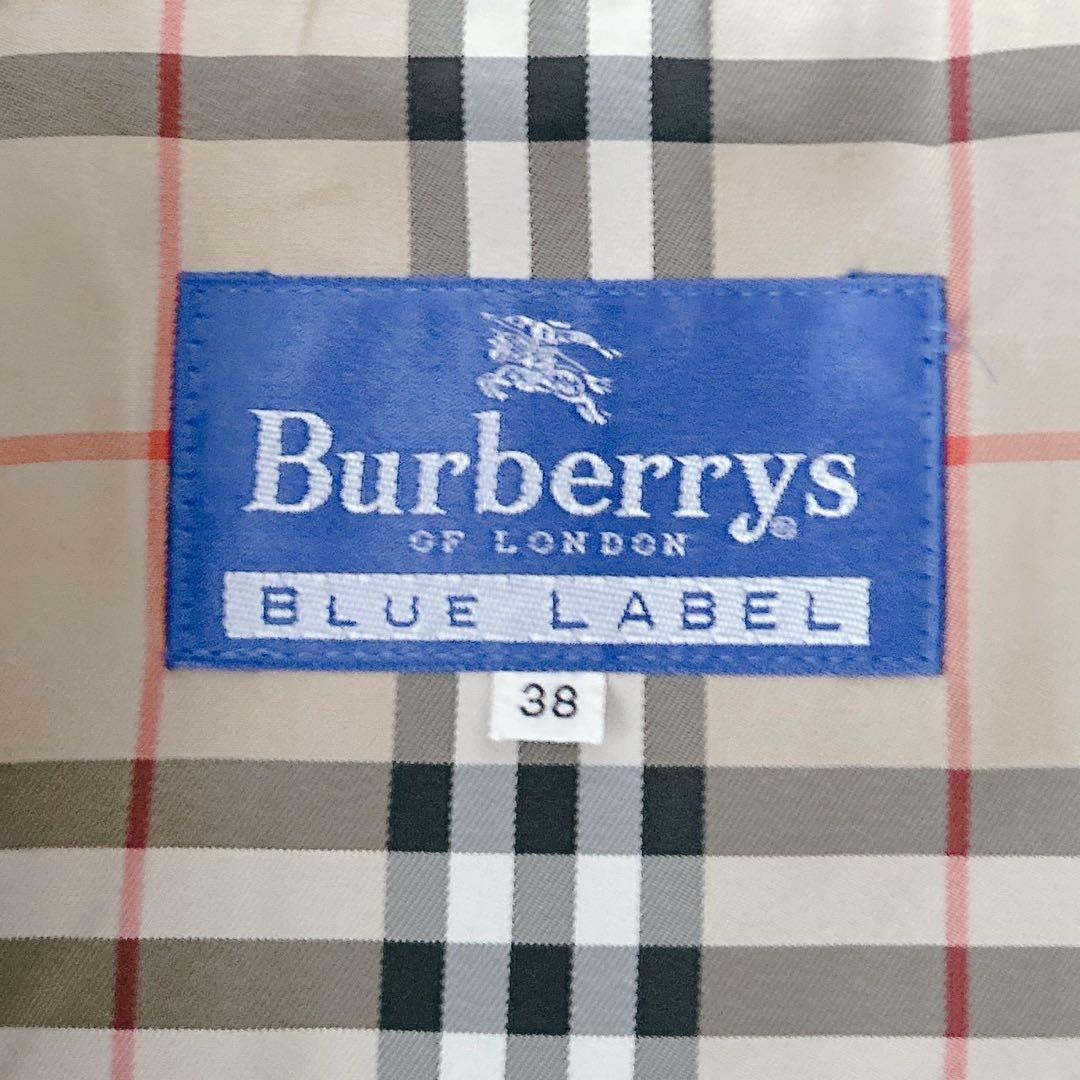 Burberrys®
OF LONDON
BLUE LABEL
38